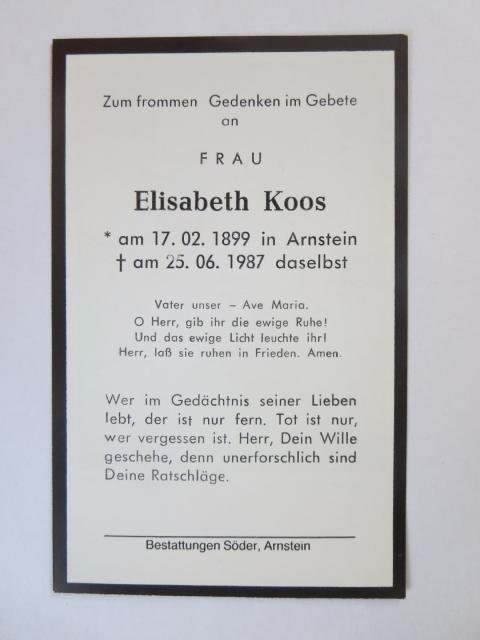 Zum frommen Gedenken im Gebete
an
FRAU
Elisabeth Koos
* am 17. 02. 1899 in Arnstein
† am 25. 06. 1987 daselbst
Vater unser – Ave Maria.
O Herr, gib ihr die ewige Ruhe!
Und das ewige Licht leuchte ihr!
Herr, laß sie ruhen in Frieden. Amen.
Wer im Gedächtnis seiner Lieben
lebt, der ist nur fern. Tot ist nur,
wer vergessen ist. Herr, Dein Wille
geschehe, denn unerforschlich sind
Deine Ratschläge.
Bestattungen Söder, Arnstein